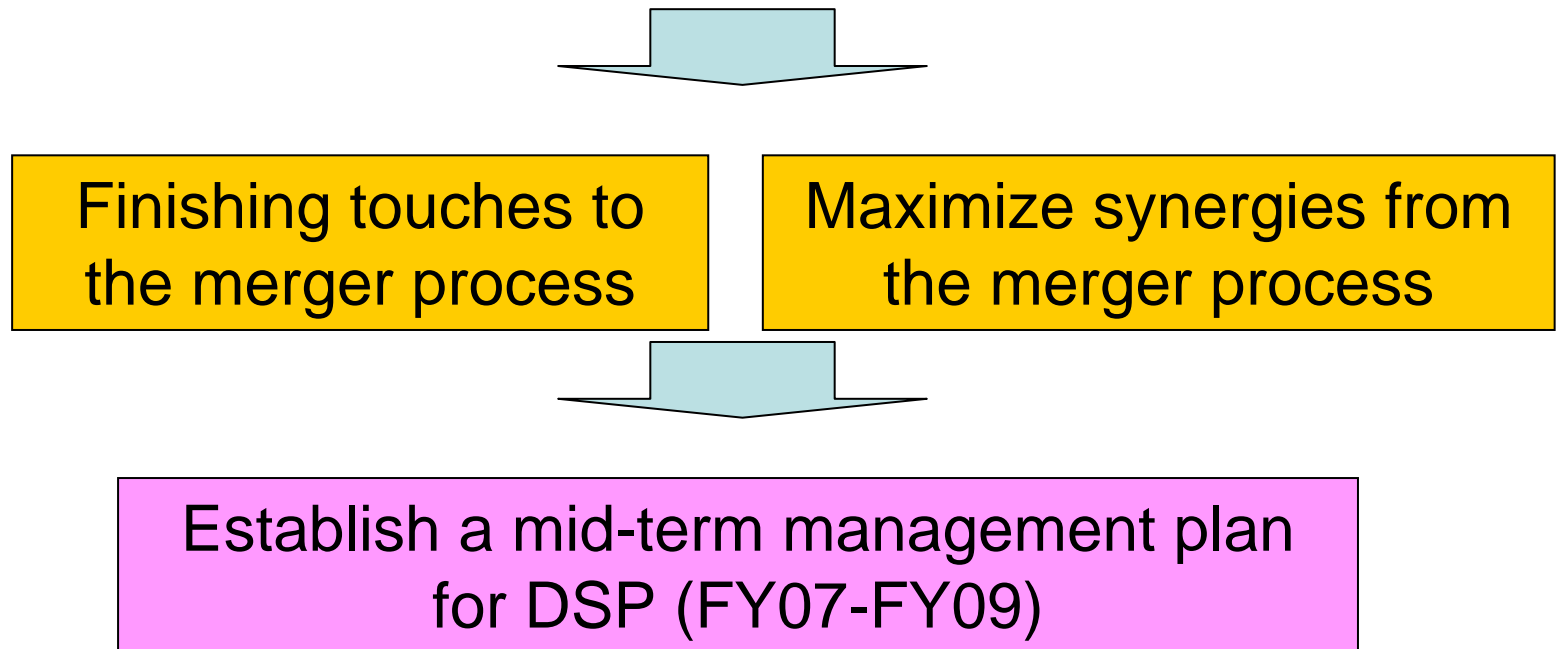 Finishing touches to
the merger process
Maximize synergies from
the merger process
Establish a mid-term management plan
for DSP (FY07-FY09)